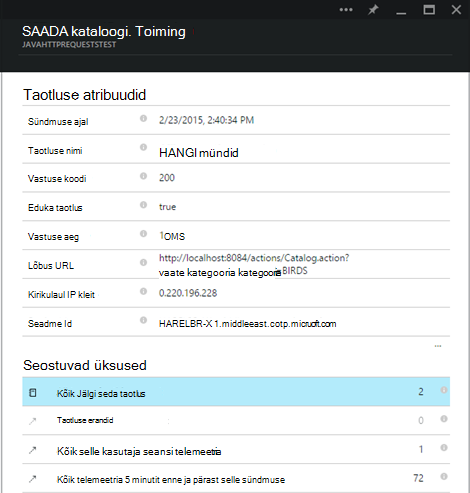 SAADA kataloogi. Toiming
JAVAHTTPREQUESTSTEST
Taotluse atribuudid
Sündmuse ajal 2/23/2015, 2:40:34 PM
Taotluse nimi HANGI mündid
Vastuse koodi 200
Eduka taotlus true
Vastuse aeg 1OMS
Lõbus URL http://localhost:8084/actions/Catalog.action?
vaate kategooria kategooria BIRDS
Kirikulaul IP kleit 0.220.196.228
Seadme Id HARELBR-X 1.middleeast.cotp.microuft.com
...
Seostuvad üksused
Kõik Jälgi seda taotlus 2
Taotluse erandid 0
Kõik selle kasutaja seansi telemeetria 1
Kõik telemeetria 5 minutit enne ja pärast selle sündmuse 72